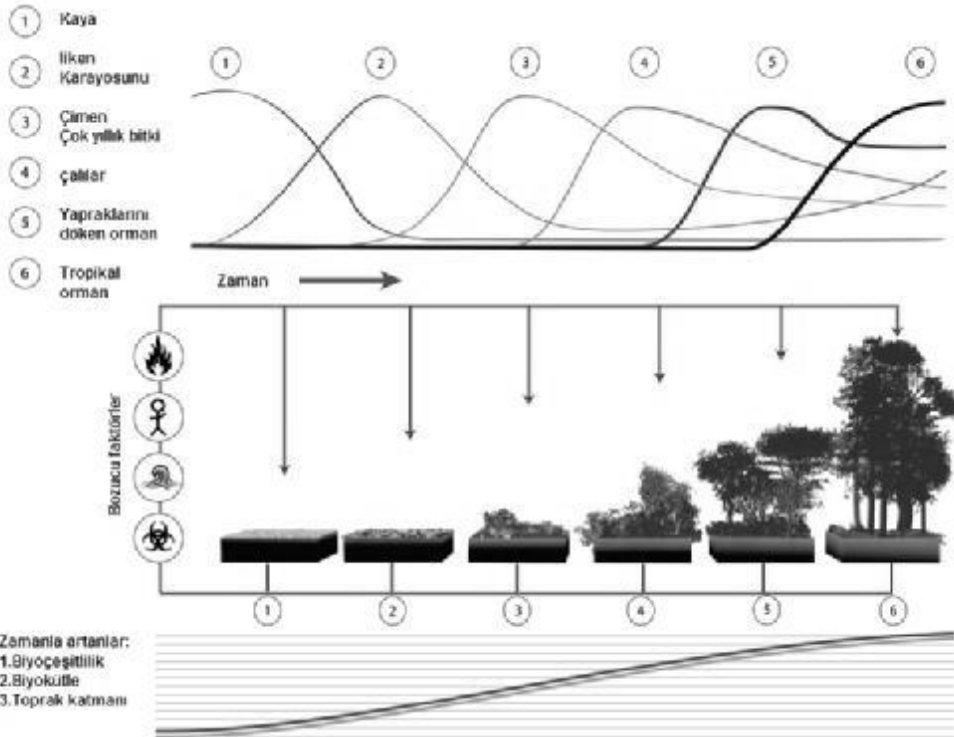 1 Kaya
2 liken
Karayosunu
3 Çimen
Çok yıllık bitki
4 çalılar
5 Yapraklarını
döken orman
6 Tropikal
orman
1 2 3 4 5 6
Zaman
Bozucu faktörler
1 2 3 4 5 6
Zamanla artanlar:
1.Biyoçeşitlilik
2.Biyokütle
3.Toprak katmanı